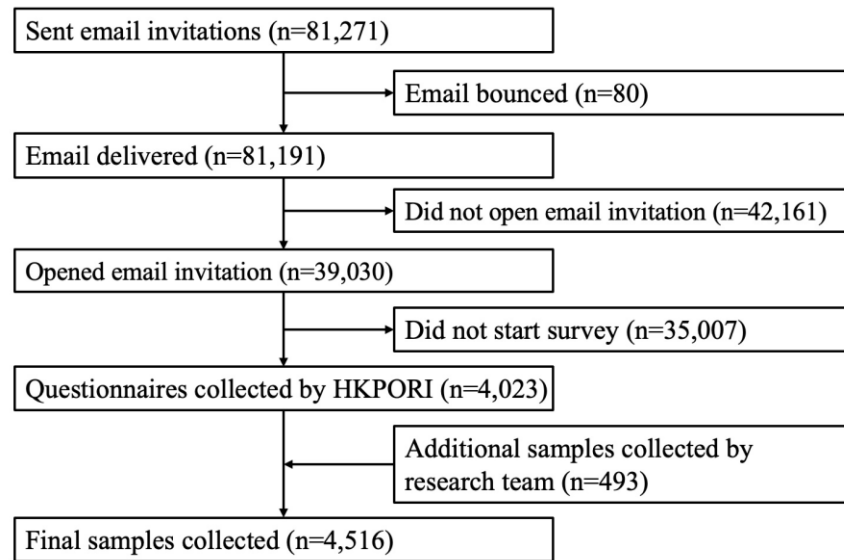 Sent email invitations (n=81,271)
Email bounced (n=80)
Email delivered (n=81,191)
Did not open email invitation (n=42,161)
Opened email invitation (n=39,030)
Did not start survey (n=35,007)
Questionnaires collected by HKPORI (n=4,023)
Additional samples collected by
research team (n=493)
Final samples collected (n=4,516)